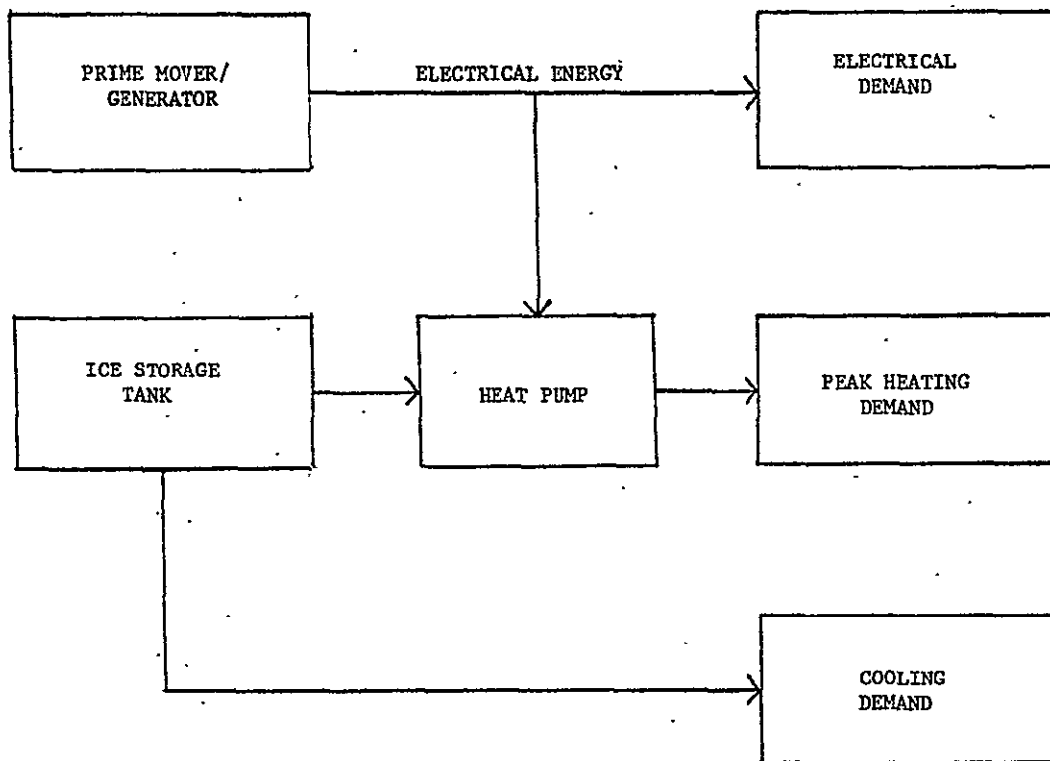 PRIME MOVER/
GENERATOR
ELECTRICAL ENERGY
ELECTRICAL
DEMAND
ICE STORAGE
TANK
HEAT PUMP
PEAK HEATING
DEMAND
COOLING
DEMAND